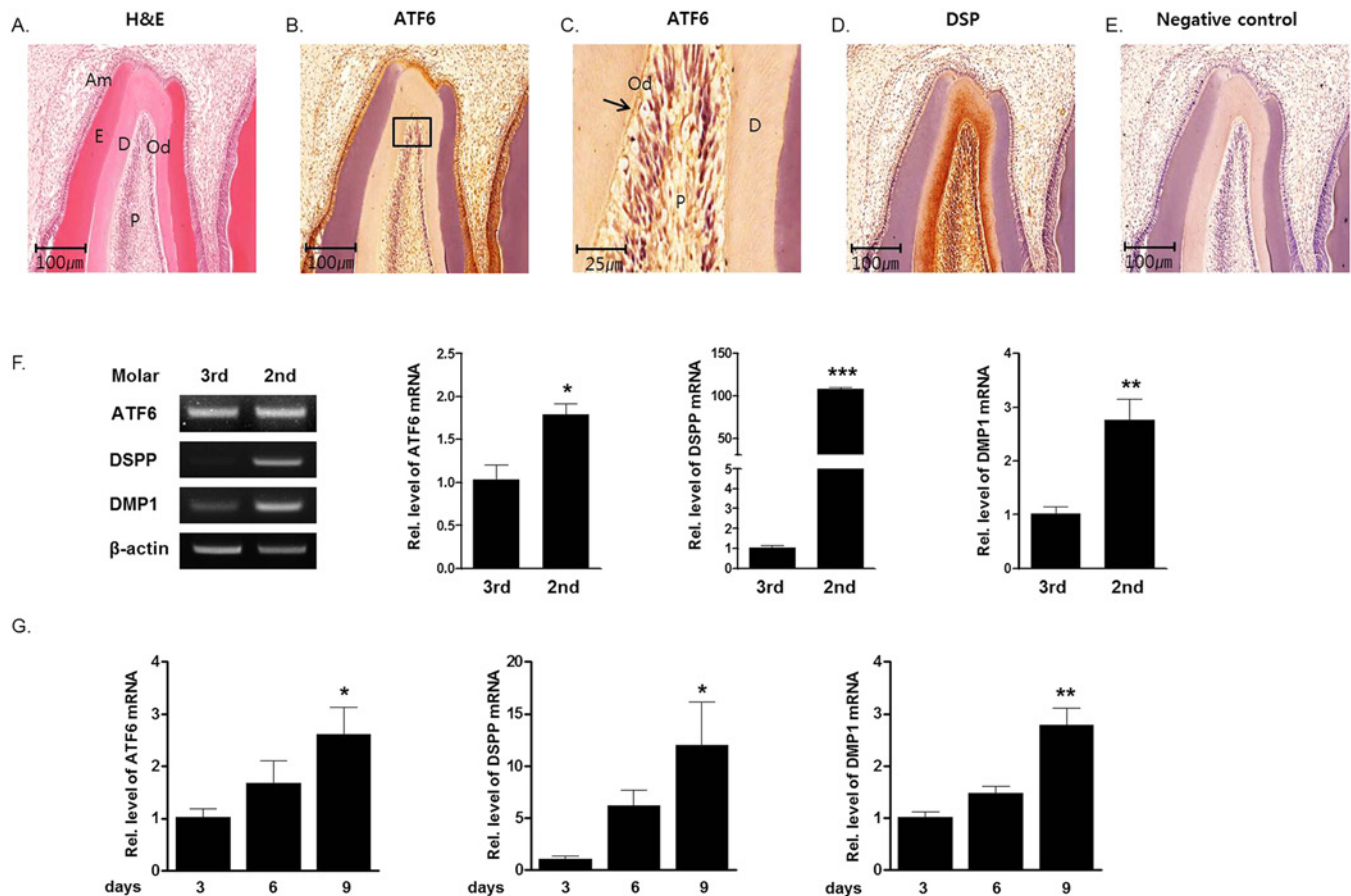 A. H&E
Am
E
D
Od
P
100㎛
B. ATF6
100㎛
C. ATF6
Od
D
P
25㎛
D. DSP
100㎛
E. Negative control
100㎛
F.
Molar 3rd 2nd
ATF6
DSPP
DMP1
β-actin
Rel. level of ATF6 mRNA
2.5
2.0
1.5
1.0
0.5
0.0
*
3rd 2nd
Rel. level of DSPP mRNA
150
100
50
5
4
3
2
1
0
***
3rd 2nd
Rel. level of DMP1 mRNA
4
3
2
1
0
**
3rd 2nd
G.
Rel. level of ATF6 mRNA
4
3
2
1
0
*
days 3 6 9
Rel. level of DSPP mRNA
20
15
10
5
0
*
days 3 6 9
Rel. level of DMP1 mRNA
4
3
2
1
0
**
days 3 6 9